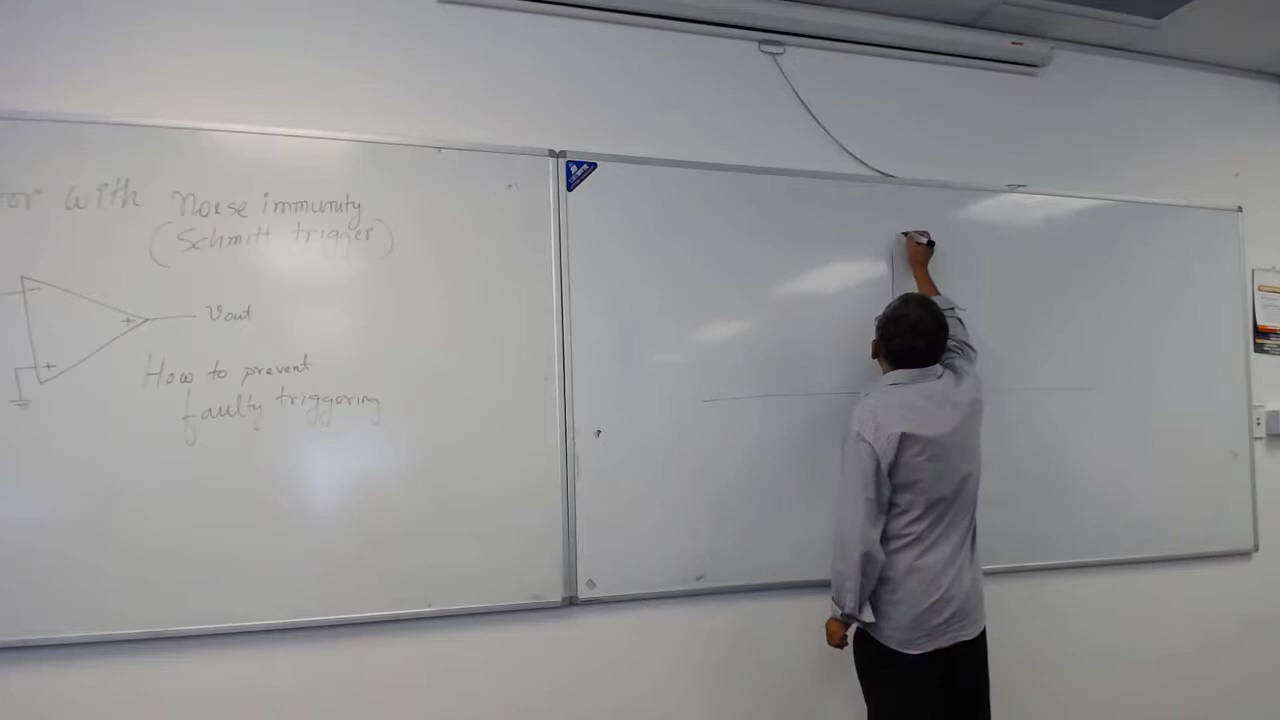 or with Noise immunity
(Schmitt trigger)
-
+
+
Vout
How to prevent
faulty triggering